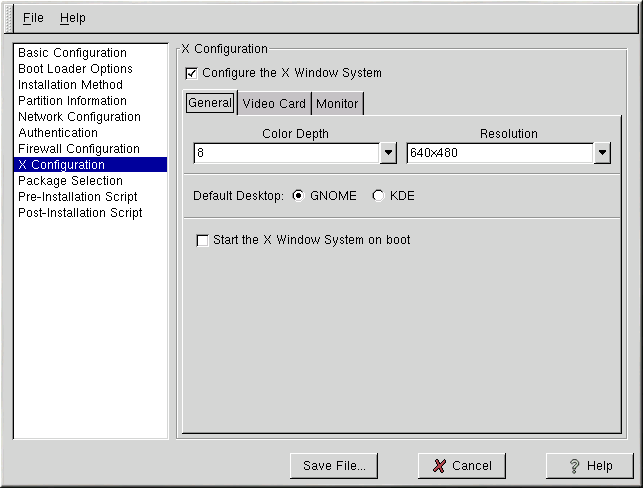 File Help
Basic Configuration
Boot Loader Options
Installation Method
Partition Information
Network Configuration
Authentication
Firewall Configuration
X Configuration
Package Selection
Pre-Installation Script
Post-Installation Script
X Configuration
Configure the X Window System
General Video Card Monitor
Color Depth Resolution
8 640x480
Default Desktop: GNOME KDE
Start the X Window System on boot
Save File... Cancel Help